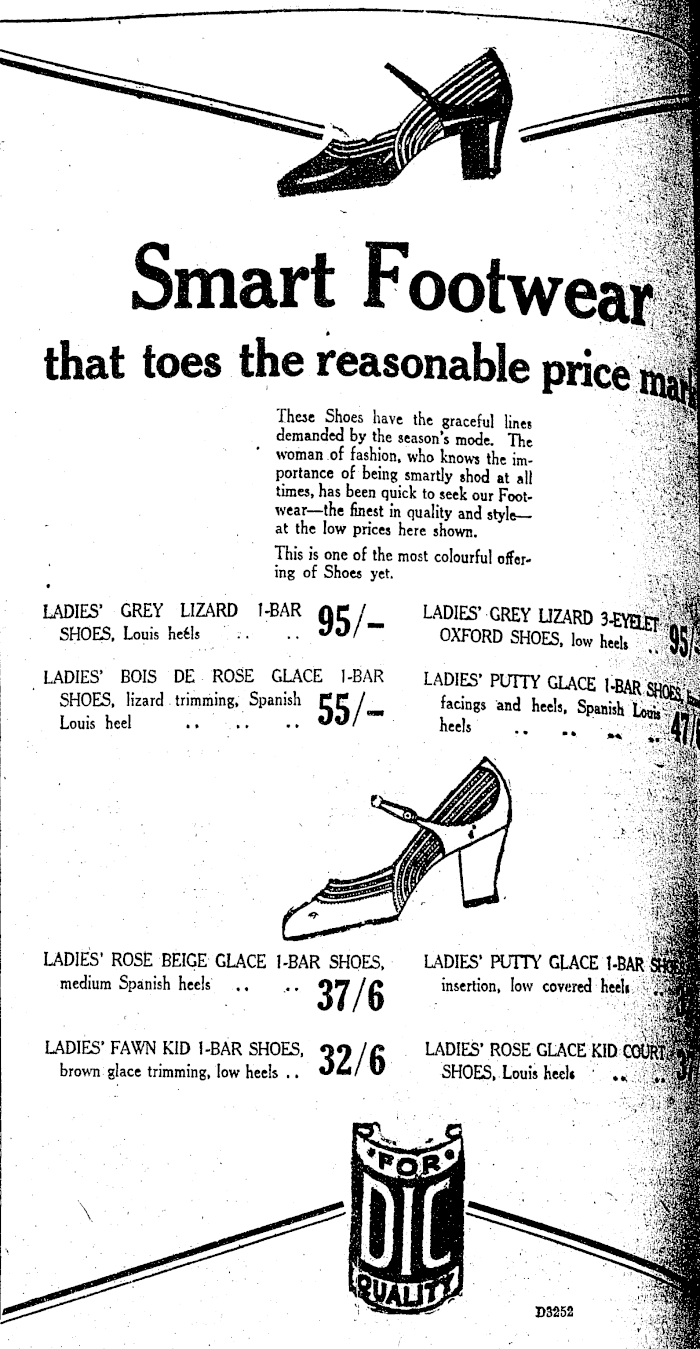 Smart Footwear
that toes the reasonable price mark
These Shoes have the graceful lines
demanded by the season's mode. The
woman of fashion, who knows the im-
portance of being smartly shod at all
times, has been quick to seek our Foot-
wear—the finest in quality and style—
at the low prices here shown.
This is one of the most colourful offer-
ing of Shoes yet.
LADIES' GREY LIZARD 1-BAR
SHOES, Louis heels .. .. 95/-
LADIES' BOIS DE ROSE GLACE 1-BAR
SHOES, lizard trimming, Spanish
Louis heel .. .. .. 55/-
LADIES' GREY LIZARD 3-EYELET
OXFORD SHOES, low heels .. 95/-
LADIES' PUTTY GLACE 1-BAR SHOES,
facings and heels, Spanish Louis
heels .. .. .. .. 47/6
LADIES' ROSE BEIGE GLACE 1-BAR SHOES,
medium Spanish heels .. .. 37/6
LADIES' FAWN KID 1-BAR SHOES,
brown glace trimming, low heels .. 32/6
LADIES' PUTTY GLACE 1-BAR SHOES
insertion, low covered heels ..
LADIES' ROSE GLACE KID COURT
SHOES, Louis heels .. ..
FOR
DIC
QUALITY
D3252